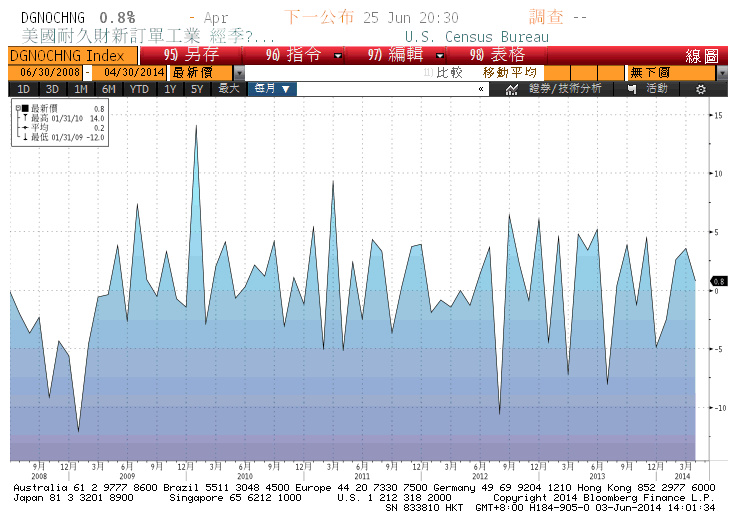 DGNOCHNG 0.8% - Apr 下一公布 25 Jun 20:30 調查 --
美國耐久財新訂單工業 經季?... U.S. Census Bureau
DGNOCHNG Index 95) 另存 96) 指令 97) 編輯 98) 表格 線圖
06/30/2008 - 04/30/2014 最新價 比較 移動平均 無下價
1D 3D 1M 6M YTD 1Y 5Y 最大 每月 ▼ « 證券/技術分析 活動
最新價 0.8
最高 01/31/10 14.0
平均 0.2
最低 01/31/09 -12.0
15
10
5
0.8
0
-5
-10
9月 12月 3月 6月 9月 12月 3月 6月 9月 12月 3月 6月 9月 12月 3月 6月 9月 12月 3月 6月 9月 12月 3月
2008 2009 2010 2011 2012 2013 2014
Australia 61 2 9777 8600 Brazil 5511 3048 4500 Europe 44 20 7330 7500 Germany 49 69 9204 1210 Hong Kong 852 2977 6000
Japan 81 3 3201 8900 Singapore 65 6212 1000 U.S. 1 212 318 2000 Copyright 2014 Bloomberg Finance L.P.
SN 833810 HKT GMT+8:00 H184-905-0 03-Jun-2014 14:01:34